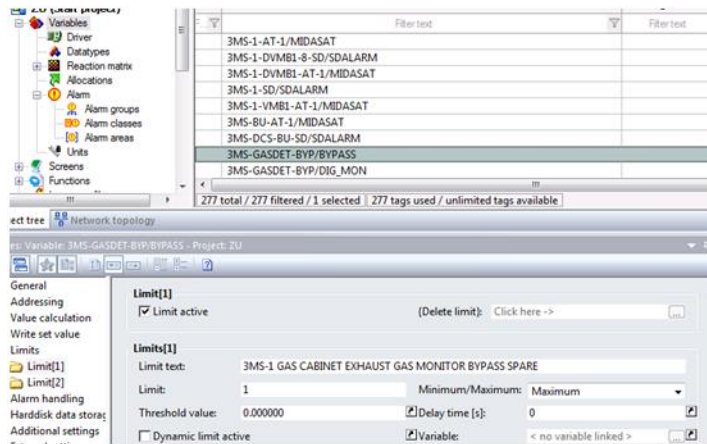 ZU (Start project)
Variables
Driver
Datatypes
Reaction matrix
Allocations
Alarm
Alarm groups
Alarm classes
Alarm areas
Units
Screens
Functions
Filter text
Filter text
3MS-1-AT-1/MIDASAT
3MS-1-DVMB1-8-SD/SDALARM
3MS-1-DVMB1-AT-1/MIDASAT
3MS-1-SD/SDALARM
3MS-1-VMB1-AT-1/MIDASAT
3MS-BU-AT-1/MIDASAT
3MS-DCS-BU-SD/SDALARM
3MS-GASDET-BYP/BYPASS
3MS-GASDET-BYP/DIG_MON
277 total / 277 filtered / 1 selected 277 tags used / unlimited tags available
ect tree Network topology
es: Variable: 3MS-GASDET-BYP/BYPASS - Project: ZU
General
Addressing
Value calculation
Write set value
Limits
Limit[1]
Limit[2]
Alarm handling
Harddisk data storag
Additional settings
Limit[1]
Limit active (Delete limit): Click here -> ...
Limits[1]
Limit text: 3MS-1 GAS CABINET EXHAUST GAS MONITOR BYPASS SPARE
Limit: 1 Minimum/Maximum: Maximum
Threshold value: 0.000000 Delay time [s]: 0
Dynamic limit active Variable: < no variable linked > ...